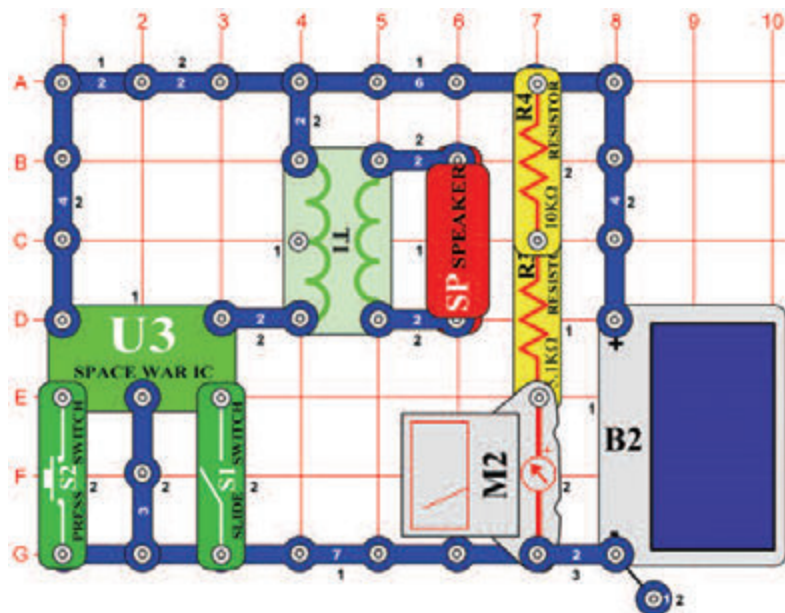 1 2 3 4 5 6 7 8 9 10
1 2 1
A 2 2 6
2 2 R4 RESISTOR
B 2 2
4 2 10KΩ 4 2
C 1 T1 1 SP SPEAKER
1 RESISTOR
D 2 2 +
2 2 1
U3
SPACE WAR IC 1KΩ
E 1 B2
+
F S2 PRESS SWITCH 2 2 S1 SLIDE SWITCH 2 M2 2
3
G 7 2 -
1 3
1 2